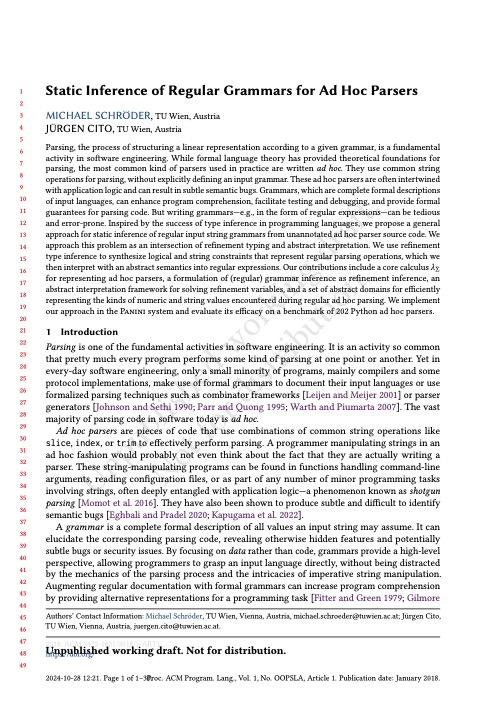 Static Inference of Regular Grammars for Ad Hoc Parsers
MICHAEL SCHRÖDER, TU Wien, Austria
JÜRGEN CITO, TU Wien, Austria
Parsing, the process of structuring a linear representation according to a given grammar, is a fundamental
activity in software engineering. While formal language theory has provided theoretical foundations for
parsing, the most common kind of parsers used in practice are written ad hoc. They use common string
operations for parsing, without explicitly defining an input grammar. These ad hoc parsers are often intertwined
with application logic and can result in subtle semantic bugs. Grammars, which are complete formal descriptions
of input languages, can enhance program comprehension, facilitate testing and debugging, and provide formal
guarantees for parsing code. But writing grammars—e.g., in the form of regular expressions—can be tedious
and error-prone. Inspired by the success of type inference in programming languages, we propose a general
approach for static inference of regular input string grammars from unannotated ad hoc parser source code. We
approach this problem as an intersection of refinement typing and abstract interpretation. We use refinement
type inference to synthesize logical and string constraints that represent regular parsing operations, which we
then interpret with an abstract semantics into regular expressions. Our contributions include a core calculus λΣ
for representing ad hoc parsers, a formulation of (regular) grammar inference as refinement inference, an
abstract interpretation framework for solving refinement variables, and a set of abstract domains for efficiently
representing the kinds of numeric and string values encountered during regular ad hoc parsing. We implement
our approach in the PANINI system and evaluate its efficacy on a benchmark of 202 Python ad hoc parsers.
1 Introduction
Parsing is one of the fundamental activities in software engineering. It is an activity so common
that pretty much every program performs some kind of parsing at one point or another. Yet in
every-day software engineering, only a small minority of programs, mainly compilers and some
protocol implementations, make use of formal grammars to document their input languages or use
formalized parsing techniques such as combinator frameworks [Leijen and Meijer 2001] or parser
generators [Johnson and Sethi 1990; Parr and Quong 1995; Warth and Piumarta 2007]. The vast
majority of parsing code in software today is ad hoc.
Ad hoc parsers are pieces of code that use combinations of common string operations like
slice, index, or trim to effectively perform parsing. A programmer manipulating strings in an
ad hoc fashion would probably not even think about the fact that they are actually writing a
parser. These string-manipulating programs can be found in functions handling command-line
arguments, reading configuration files, or as part of any number of minor programming tasks
involving strings, often deeply entangled with application logic—a phenomenon known as shotgun
parsing [Momot et al. 2016]. They have also been shown to produce subtle and difficult to identify
semantic bugs [Eghbali and Pradel 2020; Kapugama et al. 2022].
A grammar is a complete formal description of all values an input string may assume. It can
elucidate the corresponding parsing code, revealing otherwise hidden features and potentially
subtle bugs or security issues. By focusing on data rather than code, grammars provide a high-level
perspective, allowing programmers to grasp an input language directly, without being distracted
by the mechanics of the parsing process and the intricacies of imperative string manipulation.
Augmenting regular documentation with formal grammars can increase program comprehension
by providing alternative representations for a programming task [Fitter and Green 1979; Gilmore
Authors' Contact Information: Michael Schröder, TU Wien, Vienna, Austria, michael.schroeder@tuwien.ac.at; Jürgen Cito,
TU Wien, Vienna, Austria, juergen.cito@tuwien.ac.at.
Unpublished working draft. Not for distribution.
2024-10-28 12:21. Page 1 of 1–30.
Proc. ACM Program. Lang., Vol. 1, No. OOPSLA, Article 1. Publication date: January 2018.